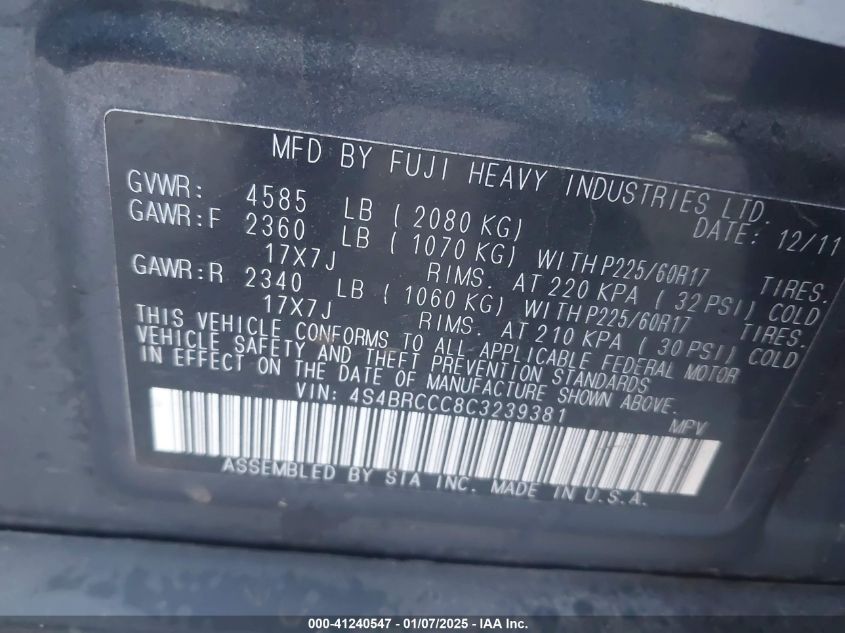 MFD BY FUJI HEAVY INDUSTRIES LTD.
GVWR: 4585 LB ( 2080 KG) DATE: 12/11
GAWR:F 2360 LB ( 1070 KG) WITH P225/60R17 TIRES.
17X7J RIMS. AT 220 KPA ( 32 PSI) COLD
GAWR:R 2340 LB ( 1060 KG) WITH P225/60R17 TIRES.
17X7J RIMS. AT 210 KPA ( 30 PSI) COLD
THIS VEHICLE CONFORMS TO ALL APPLICABLE FEDERAL MOTOR
VEHICLE SAFETY AND THEFT PREVENTION STANDARDS
IN EFFECT ON THE DATE OF MANUFACTURE SHOWN ABOVE.
VIN: 4S4BRCCC8C3239381 MPV
ASSEMBLED BY SIA INC. MADE IN U.S.A.
000-41240547 - 01/07/2025 - IAA Inc.